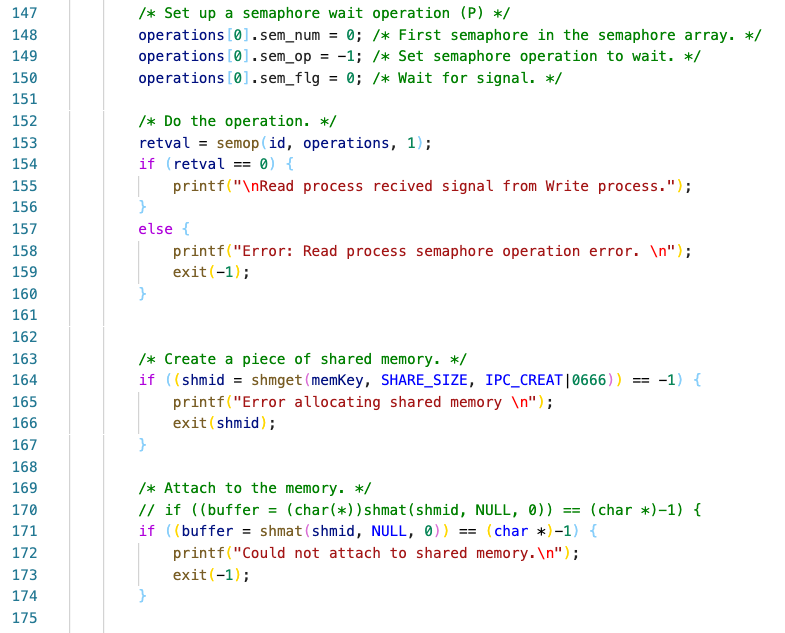 147 /* Set up a semaphore wait operation (P) */
148 operations[0].sem_num = 0; /* First semaphore in the semaphore array. */
149 operations[0].sem_op = -1; /* Set semaphore operation to wait. */
150 operations[0].sem_flg = 0; /* Wait for signal. */
151
152 /* Do the operation. */
153 retval = semop(id, operations, 1);
154 if (retval == 0) {
155 printf("\nRead process recived signal from Write process.");
156 }
157 else {
158 printf("Error: Read process semaphore operation error. \n");
159 exit(-1);
160 }
161
162
163 /* Create a piece of shared memory. */
164 if ((shmid = shmget(memKey, SHARE_SIZE, IPC_CREAT|0666)) == -1) {
165 printf("Error allocating shared memory \n");
166 exit(shmid);
167 }
168
169 /* Attach to the memory. */
170 // if ((buffer = (char(*))shmat(shmid, NULL, 0)) == (char *)-1) {
171 if ((buffer = shmat(shmid, NULL, 0)) == (char *)-1) {
172 printf("Could not attach to shared memory.\n");
173 exit(-1);
174 }
175